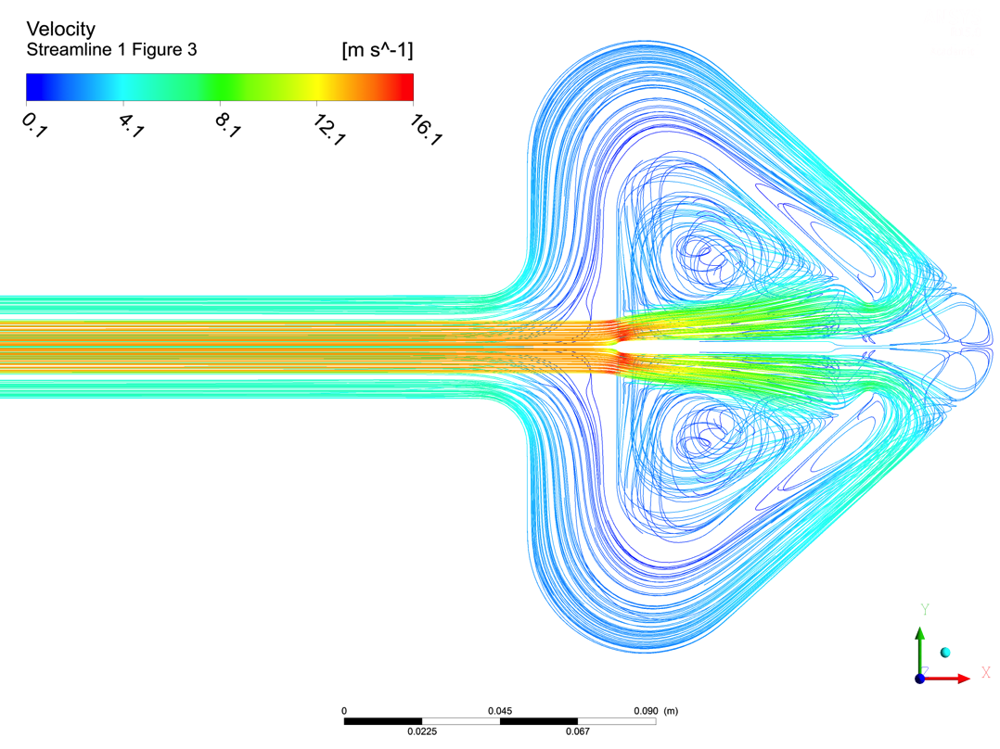 Velocity
Streamline 1 Figure 3 [m s^-1]
0.1 4.1 8.1 12.1 16.1
Y
Z X
0 0.045 0.090 (m)
0.0225 0.067